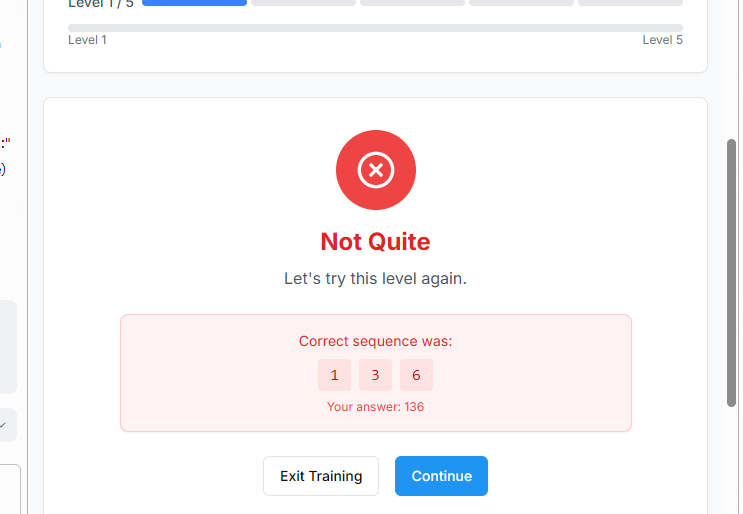 Level 1 / 5
Level 1
Level 5
:"
)
Not Quite
Let's try this level again.
Correct sequence was:
1 3 6
Your answer: 136
Exit Training
Continue